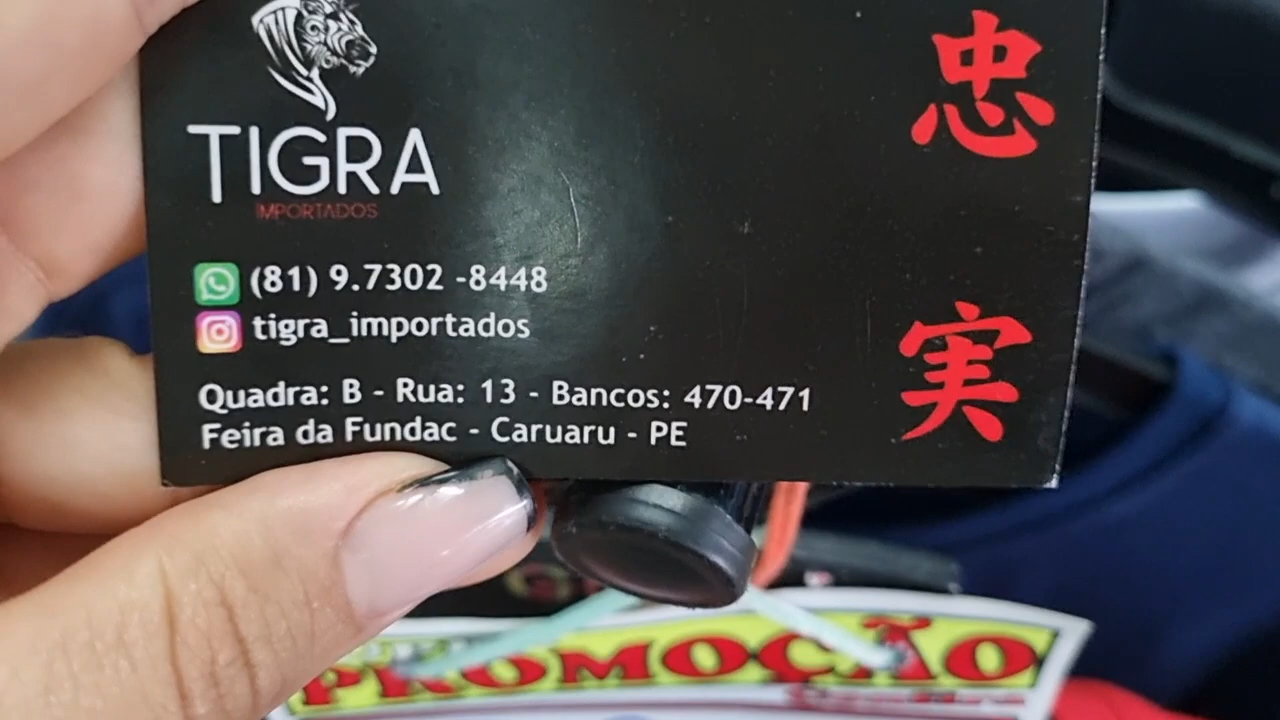 TIGRA
IMPORTADOS
(81) 9.7302 -8448
tigra_importados
Quadra: B - Rua: 13 - Bancos: 470-471
Feira da Fundac - Caruaru - PE
忠
実
PROMOÇÃO